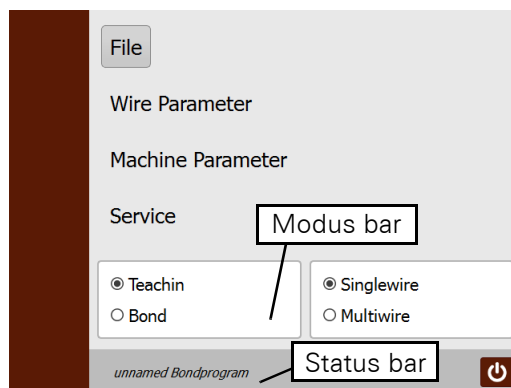 File
Wire Parameter
Machine Parameter
Service
Modus bar
Teachin
Singlewire
Bond
Multiwire
unnamed Bondprogram
Status bar